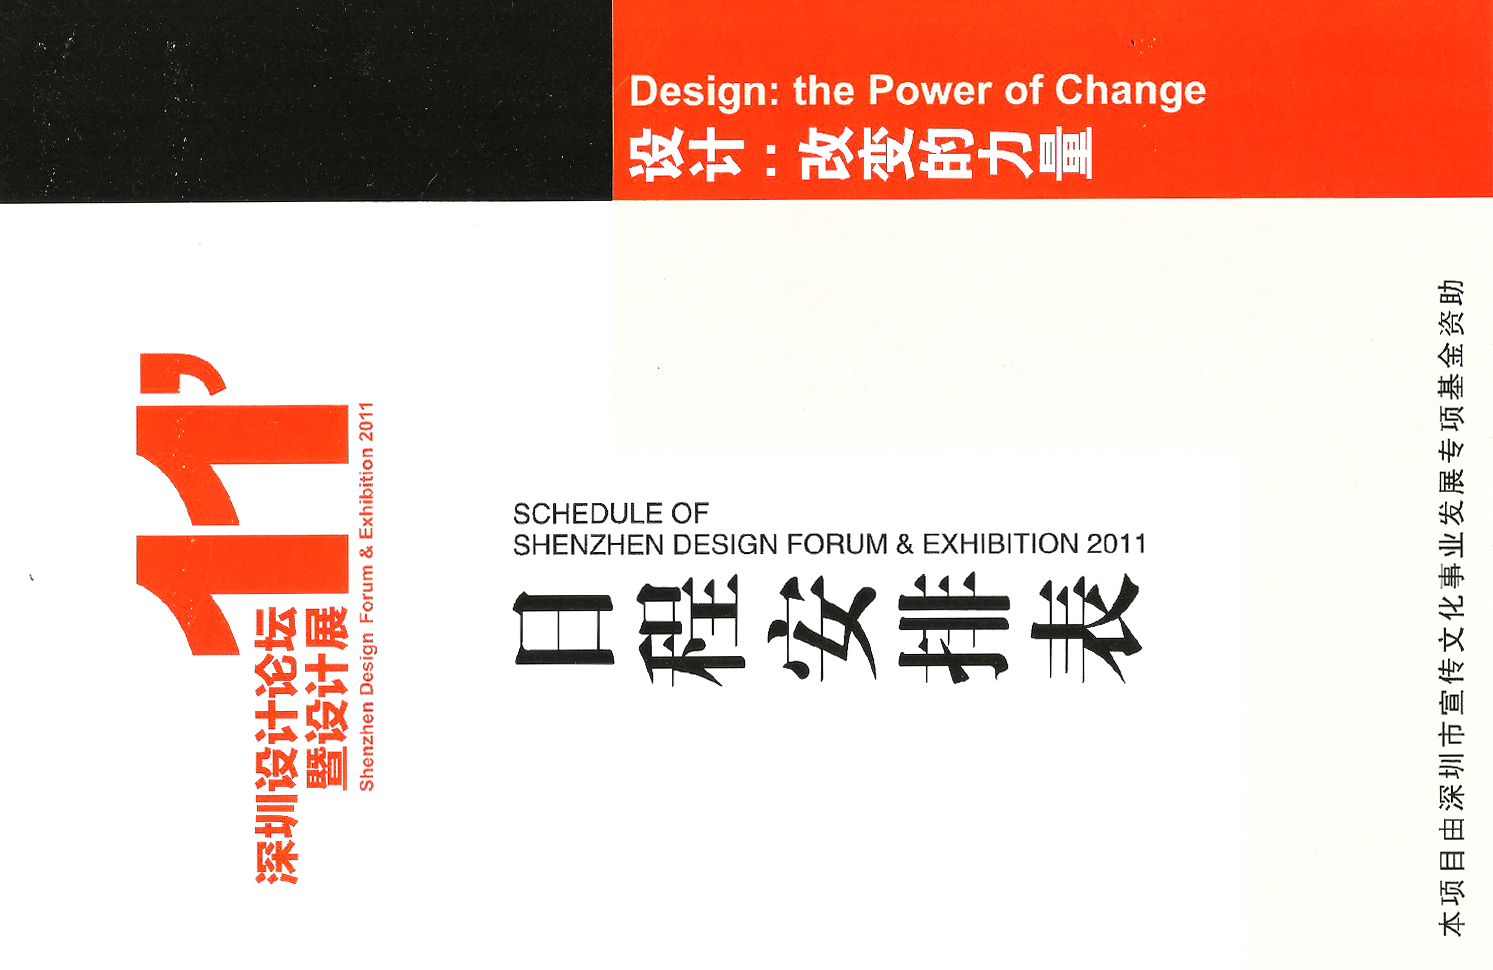 Design: the Power of Change
设计：改变的力量
11'
深圳设计论坛
暨设计展
Shenzhen Design Forum & Exhibition 2011
SCHEDULE OF
SHENZHEN DESIGN FORUM & EXHIBITION 2011
日程安排表
本项目由深圳市宣传文化事业发展专项基金资助